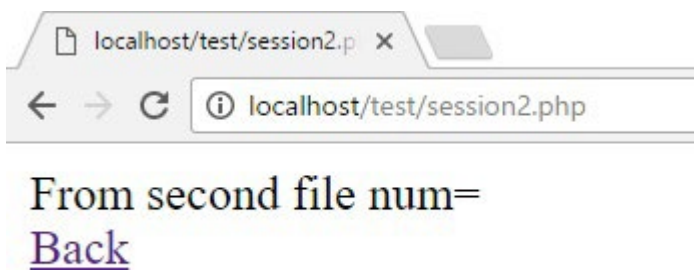 localhost/test/session2.p
localhost/test/session2.php
From second file num=
Back